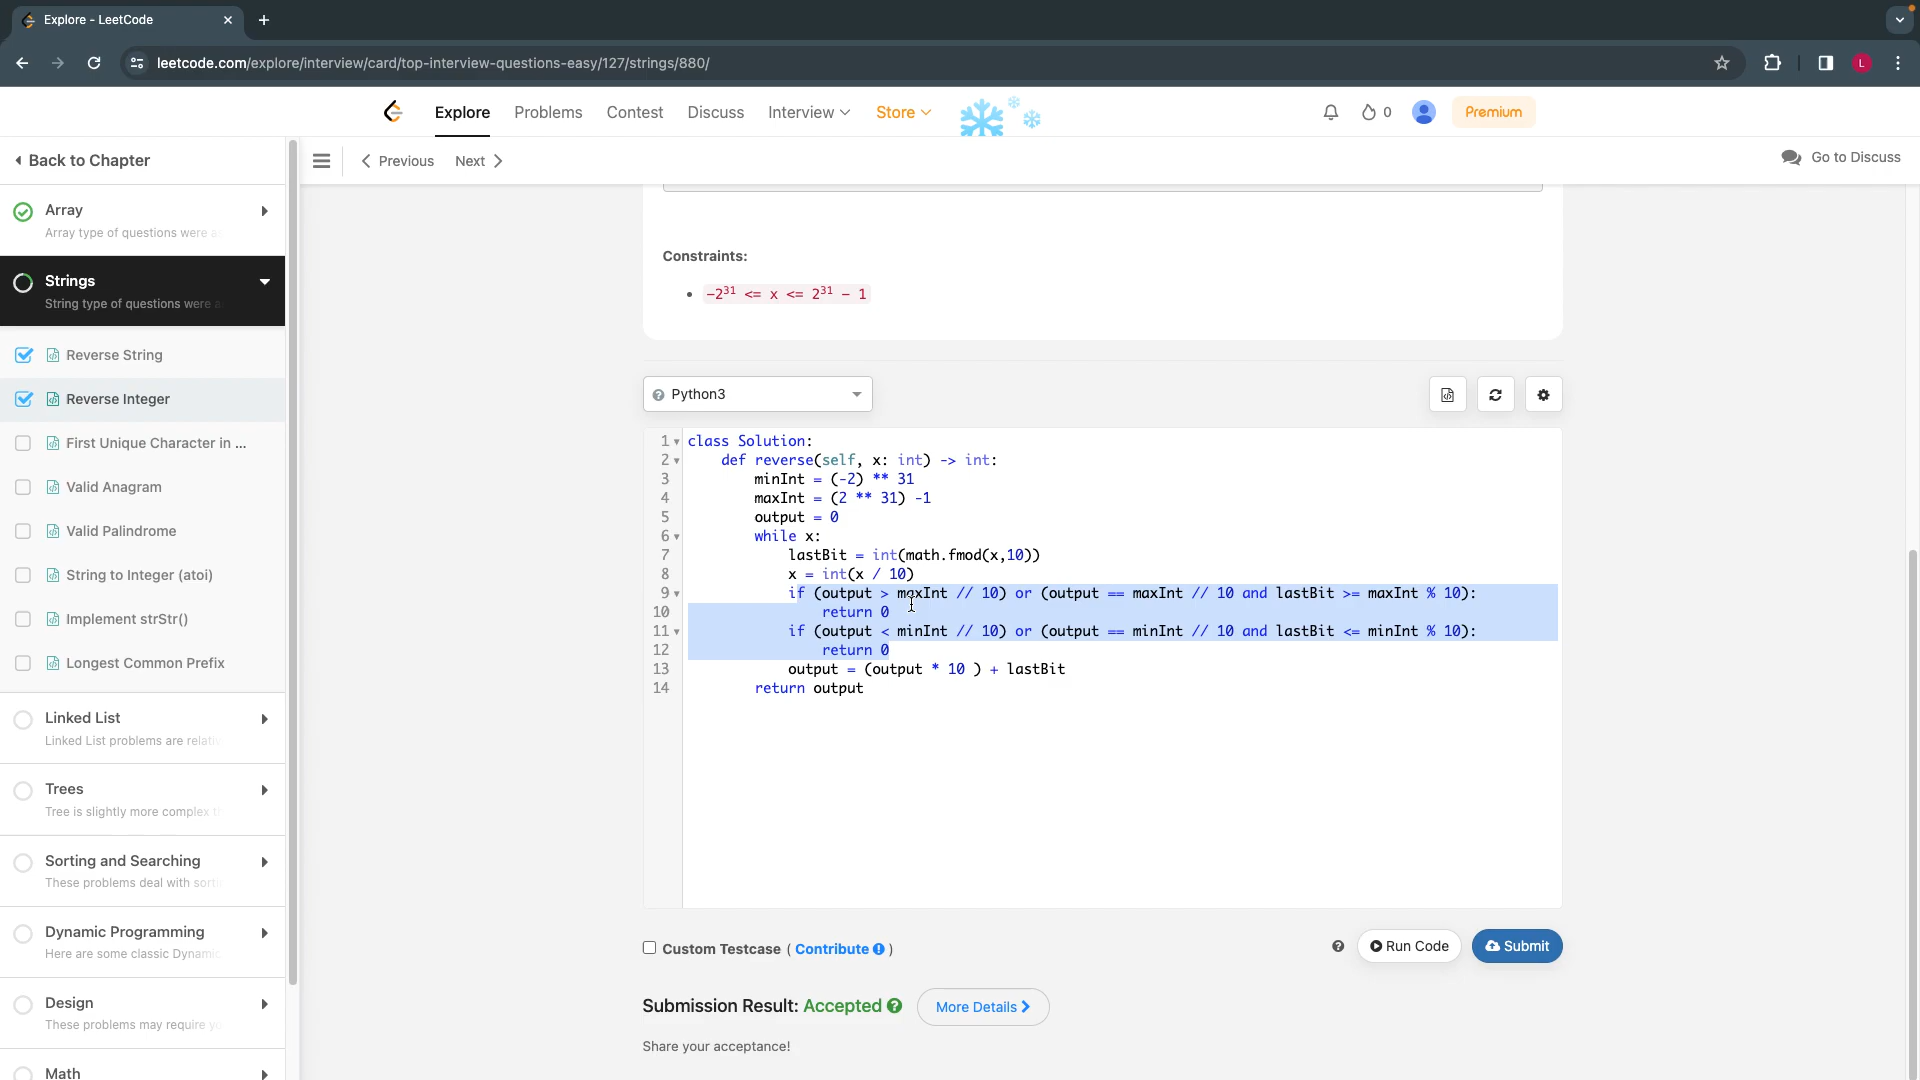 Explore - LeetCode
leetcode.com/explore/interview/card/top-interview-questions-easy/127/strings/880/
L
Explore Problems Contest Discuss Interview Store 0 Premium
Back to Chapter
Previous Next
Go to Discuss
Array
Array type of questions were a
Strings
String type of questions were a
Reverse String
Reverse Integer
First Unique Character in ...
Valid Anagram
Valid Palindrome
String to Integer (atoi)
Implement strStr()
Longest Common Prefix
Linked List
Linked List problems are relativ
Trees
Tree is slightly more complex t
Sorting and Searching
These problems deal with sorti
Dynamic Programming
Here are some classic Dynamic
Design
These problems may require yo
Math
Constraints:
-2^31 <= x <= 2^31 - 1
Python3
1 class Solution:
2 def reverse(self, x: int) -> int:
3 minInt = (-2) ** 31
4 maxInt = (2 ** 31) -1
5 output = 0
6 while x:
7 lastBit = int(math.fmod(x,10))
8 x = int(x / 10)
9 if (output > maxInt // 10) or (output == maxInt // 10 and lastBit >= maxInt % 10):
10 return 0
11 if (output < minInt // 10) or (output == minInt // 10 and lastBit <= minInt % 10):
12 return 0
13 output = (output * 10 ) + lastBit
14 return output
Custom Testcase ( Contribute )
Run Code
Submit
Submission Result: Accepted
More Details
Share your acceptance!